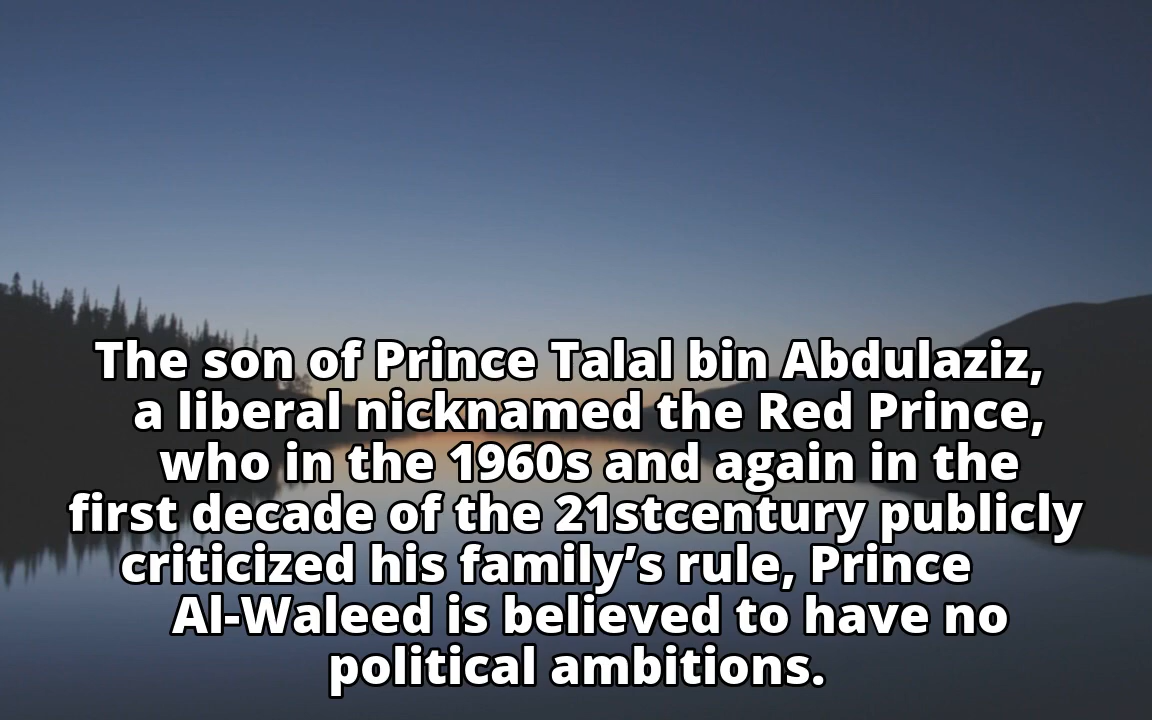 The son of Prince Talal bin Abdulaziz,
a liberal nicknamed the Red Prince,
who in the 1960s and again in the
first decade of the 21stcentury publicly
criticized his family’s rule, Prince
Al-Waleed is believed to have no
political ambitions.